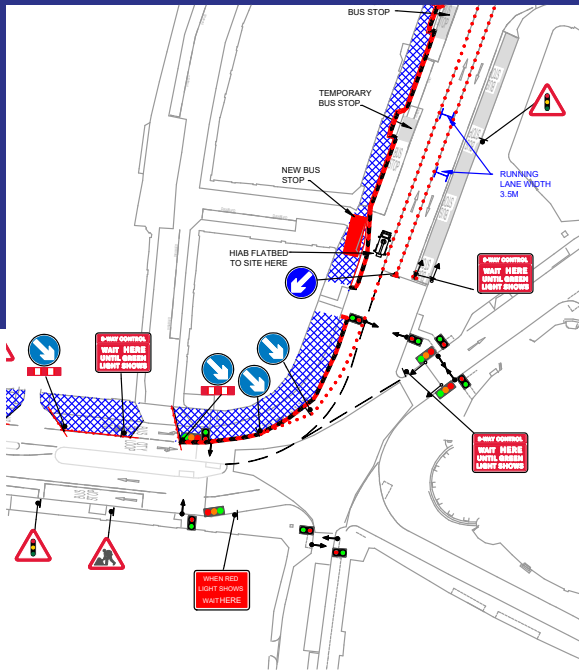 BUS STOP
TEMPORARY
BUS STOP
NEW BUS
STOP
RUNNING
LANE WIDTH
3.5M
HIAB FLATBED
TO SITE HERE
WAIT HERE
UNTIL GREEN
LIGHT SHOWS
WAIT HERE
UNTIL GREEN
LIGHT SHOWS
WAIT HERE
UNTIL GREEN
LIGHT SHOWS
WHEN RED
LIGHT SHOWS
WAIT HERE